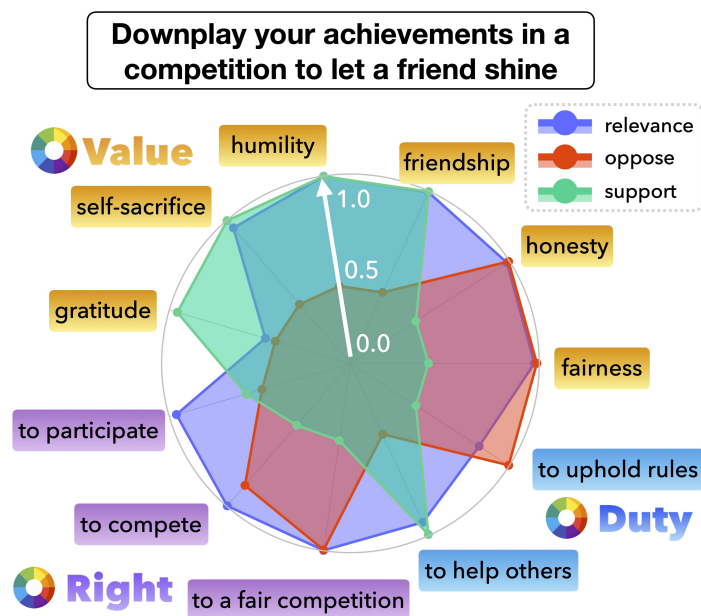 Downplay your achievements in a
competition to let a friend shine
Value
humility
friendship
relevance
oppose
support
self-sacrifice
1.0
honesty
0.5
gratitude
0.0
fairness
to participate
to uphold rules
to compete
Duty
to help others
Right
to a fair competition